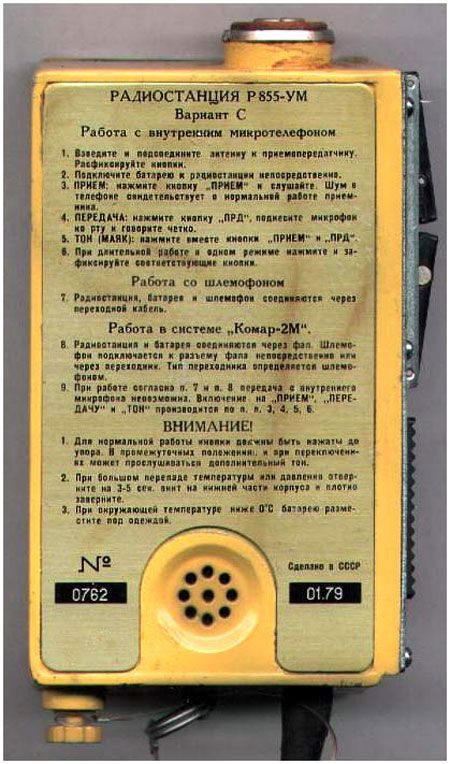 РАДИОСТАНЦИЯ Р 855-УМ
Вариант С
Работа с внутренним микротелефоном
1. Взведите и подсоедините антенну к приемопередатчику.
Расфиксируйте кнопки.
2. Подключите батарею к радиостанции непосредственно.
3. ПРИЕМ: нажмите кнопку „ПРИЕМ" и слушайте. Шум в
телефоне свидетельствует о нормальной работе прием-
ника.
4. ПЕРЕДАЧА: нажмите кнопку „ПРД", поднесите микрофон
ко рту и говорите четко.
5. ТОН (МАЯК): нажмите вместе кнопки „ПРИЕМ" и „ПРД".
6. При длительной работе в одном режиме нажмите и за-
фиксируйте соответствующие кнопки.
Работа со шлемофоном
7. Радиостанция, батарея и шлемофон соединяются через
переходной кабель.
Работа в системе „Комар-2М".
8. Радиостанция и батарея соединяются через фал. Шлемо-
фон подключается к разъему фала непосредственно или
через переходник. Тип переходника определяется шлемо-
фоном.
9. При работе согласно п. 7 и п. 8 передача с внутреннего
микрофона невозможна. Включение на „ПРИЕМ", „ПЕРЕ-
ДАЧУ" и „ТОН" производится по п. п. 3, 4, 5, 6.
ВНИМАНИЕ!
1. Для нормальной работы кнопки должны быть нажаты до
упора. В промежуточных положениях и при переключени-
ях может прослушиваться дополнительный тон.
2. При большом перепаде температуры или давления отвер-
ните на 3-5 сек. винт на нижней части корпуса и плотно
заверните.
3. При окружающей температуре ниже 0°С батарею разме-
стите под одеждой.
№
Сделано в СССР
0762
01.79